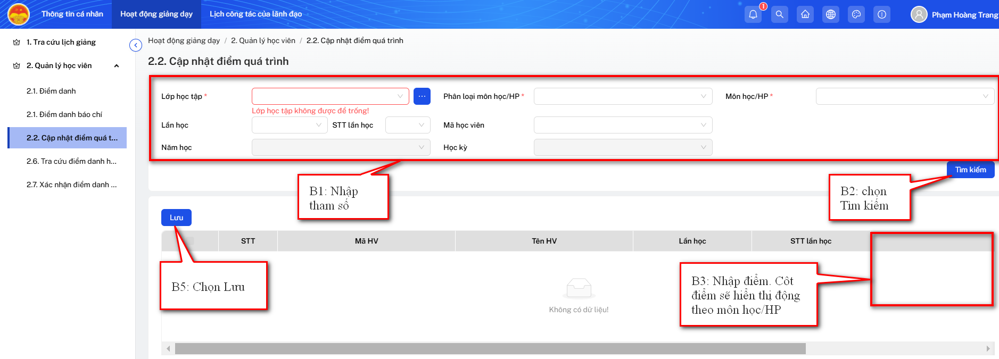 Thông tin cá nhân
Hoạt động giảng dạy
Lịch công tác của lãnh đạo
1
Phạm Hoàng Trang
1. Tra cứu lịch giảng
2. Quản lý học viên
2.1. Điểm danh
2.1. Điểm danh báo chí
2.2. Cập nhật điểm quá t...
2.6. Tra cứu điểm danh h...
2.7. Xác nhận điểm danh ...
Hoạt động giảng dạy / 2. Quản lý học viên / 2.2. Cập nhật điểm quá trình
2.2. Cập nhật điểm quá trình
Lớp học tập *
...
Phân loại môn học/HP *
Môn học/HP *
Lớp học tập không được để trống!
Lần học
STT lần học
Mã học viên
Năm học
Học kỳ
Tìm kiếm
B1: Nhập
tham số
B2: chọn
Tìm kiếm
Lưu
STT
Mã HV
Tên HV
Lần học
STT lần học
B5: Chọn Lưu
B3: Nhập điểm. Côt
điểm sẽ hiển thị động
theo môn học/HP
Không có dữ liệu!